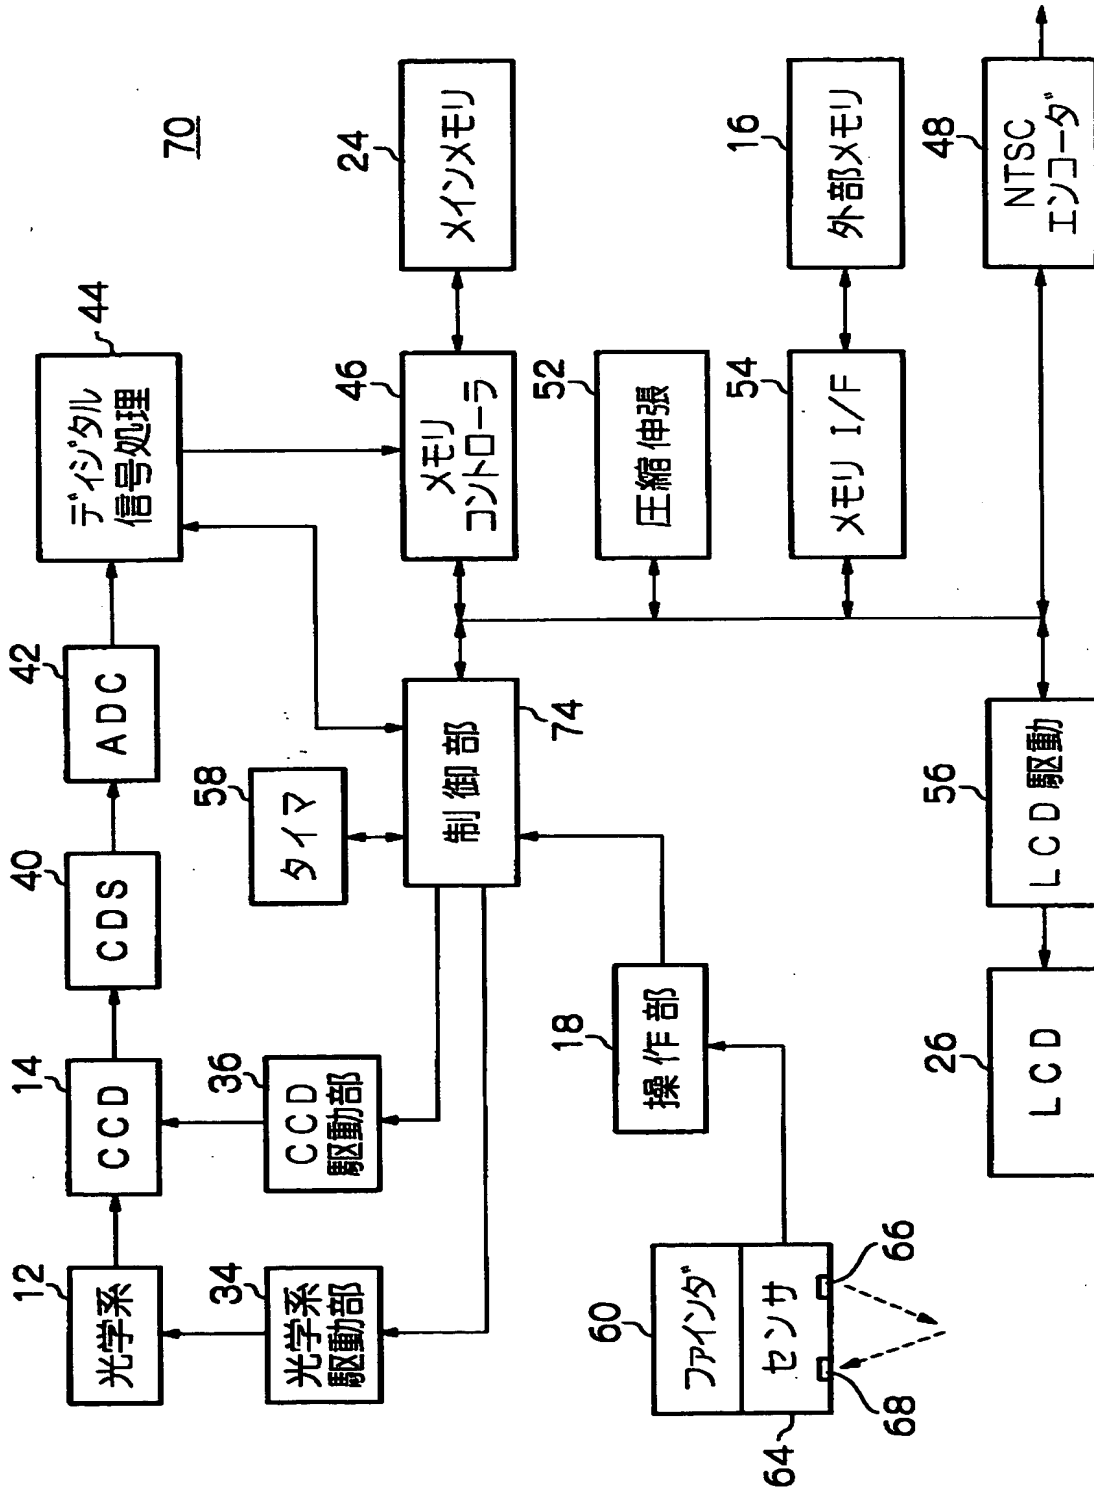 70
12
光学系
14
CCD
40
CDS
42
ADC
44
ディジタル
信号処理
34
光学系
駆動部
36
CCD
駆動部
58
タイマ
制御部
74
46
メモリ
コントローラ
24
メインメモリ
52
圧縮伸張
54
メモリ I/F
16
外部メモリ
48
NTSC
エンコーダ
18
操作部
60
ファインダ
センサ
64
68
66
26
LCD
56
LCD駆動